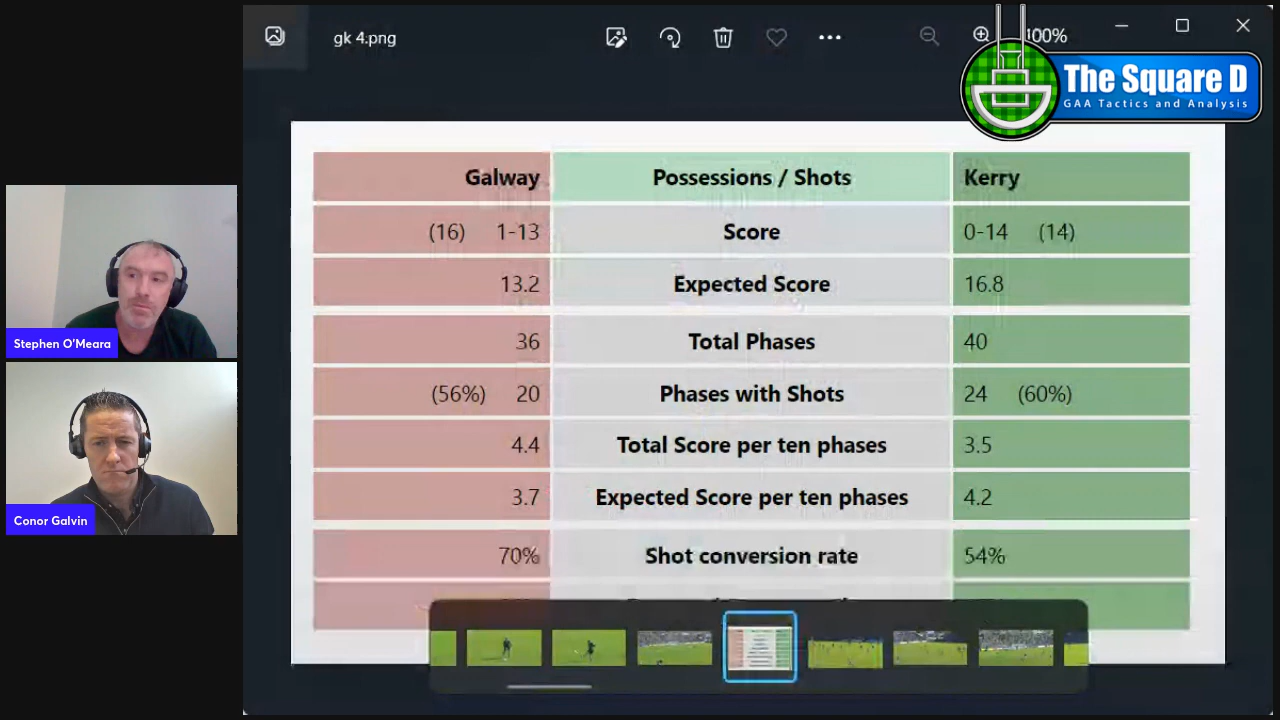 gk 4.png
100%
The Square D
GAA Tactics and Analysis
Galway Possessions / Shots Kerry
(16) 1-13 Score 0-14 (14)
13.2 Expected Score 16.8
36 Total Phases 40
(56%) 20 Phases with Shots 24 (60%)
4.4 Total Score per ten phases 3.5
3.7 Expected Score per ten phases 4.2
70% Shot conversion rate 54%
Stephen O'Meara
Conor Galvin